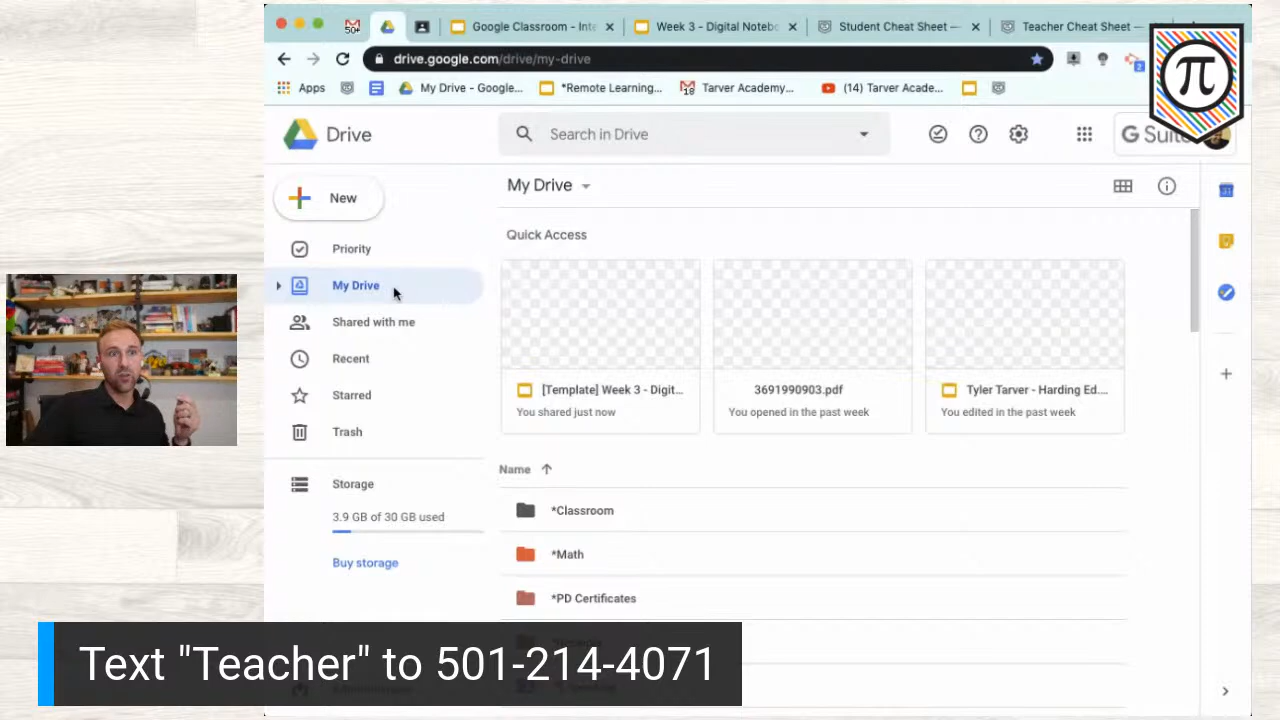 50+
Google Classroom - Inte
Week 3 - Digital Notebo
Student Cheat Sheet —
Teacher Cheat Sheet —
drive.google.com/drive/my-drive
2
Apps
My Drive - Google...
*Remote Learning...
18
Tarver Academy...
(14) Tarver Acade...
π
Drive
Search in Drive
G Suite
New
My Drive
Priority
Quick Access
My Drive
Shared with me
Recent
[Template] Week 3 - Digit...
3691990903.pdf
Tyler Tarver - Harding Ed....
Starred
You shared just now
You opened in the past week
You edited in the past week
Trash
Name
Storage
3.9 GB of 30 GB used
*Classroom
Buy storage
*Math
*PD Certificates
Text "Teacher" to 501-214-4071